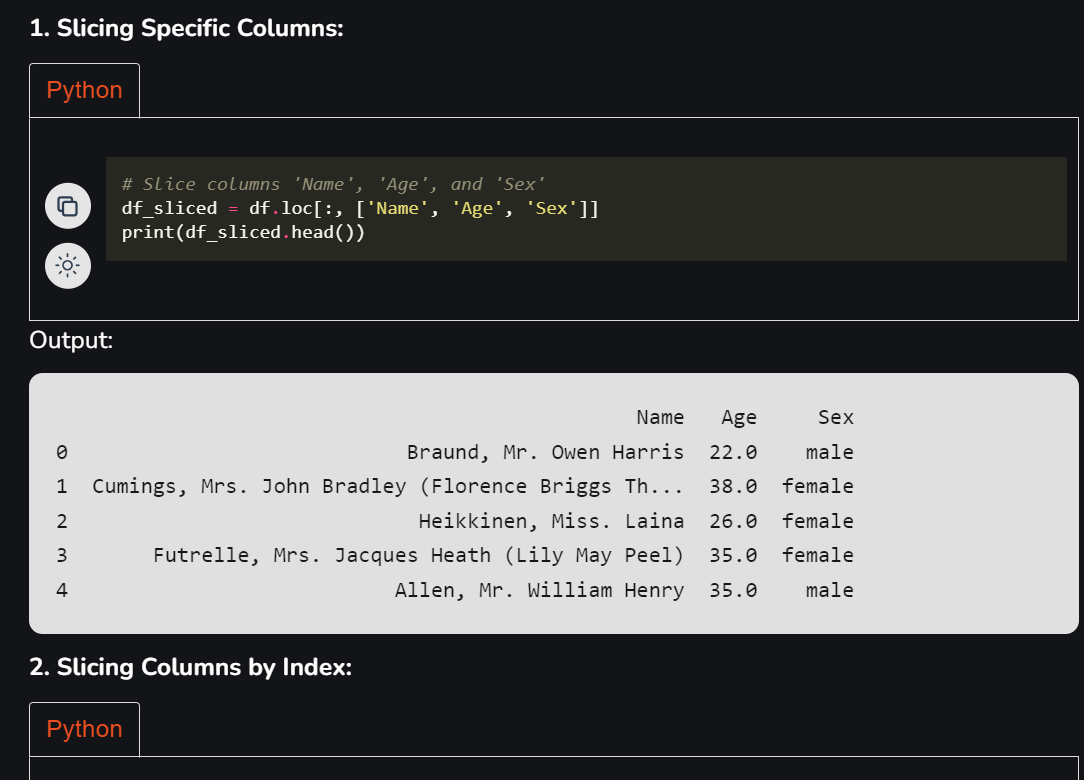 1. Slicing Specific Columns:
Python
# Slice columns 'Name', 'Age', and 'Sex'
df_sliced = df.loc[:, ['Name', 'Age', 'Sex']]
print(df_sliced.head())
Output:
Name Age Sex
0 Braund, Mr. Owen Harris 22.0 male
1 Cumings, Mrs. John Bradley (Florence Briggs Th... 38.0 female
2 Heikkinen, Miss. Laina 26.0 female
3 Futrelle, Mrs. Jacques Heath (Lily May Peel) 35.0 female
4 Allen, Mr. William Henry 35.0 male
2. Slicing Columns by Index:
Python